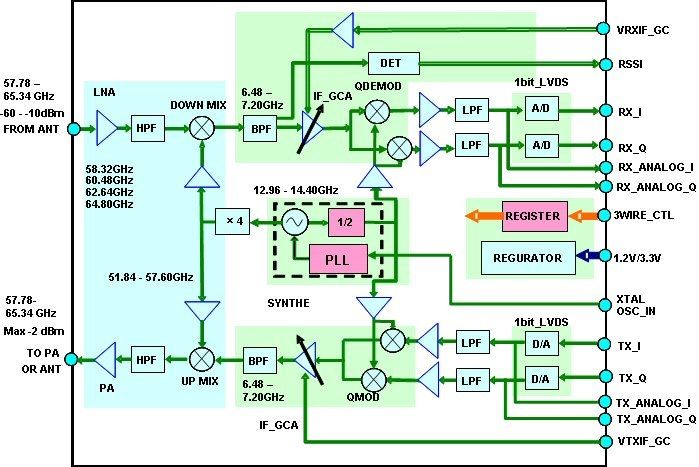 VRXIF_GC
RSSI
DET
QDEMOD
1bit_LVDS
57.78 –
65.34 GHz
-60 - -10dBm
FROM ANT
LNA
HPF
DOWN MIX
6.48 –
7.20GHz
BPF
IF_GCA
LPF
A/D
RX_I
LPF
A/D
RX_Q
RX_ANALOG_I
RX_ANALOG_Q
58.32GHz
60.48GHz
62.64GHz
64.80GHz
12.96 - 14.40GHz
× 4
1/2
PLL
SYNTHE
REGISTER
3WIRE_CTL
REGURATOR
1.2V/3.3V
51.84 - 57.60GHz
XTAL
OSC_IN
57.78-
65.34 GHz
Max -2 dBm
TO PA
OR ANT
PA
HPF
UP MIX
BPF
6.48 –
7.20GHz
QMOD
IF_GCA
1bit_LVDS
LPF
D/A
TX_I
LPF
D/A
TX_Q
TX_ANALOG_I
TX_ANALOG_Q
VTXIF_GC